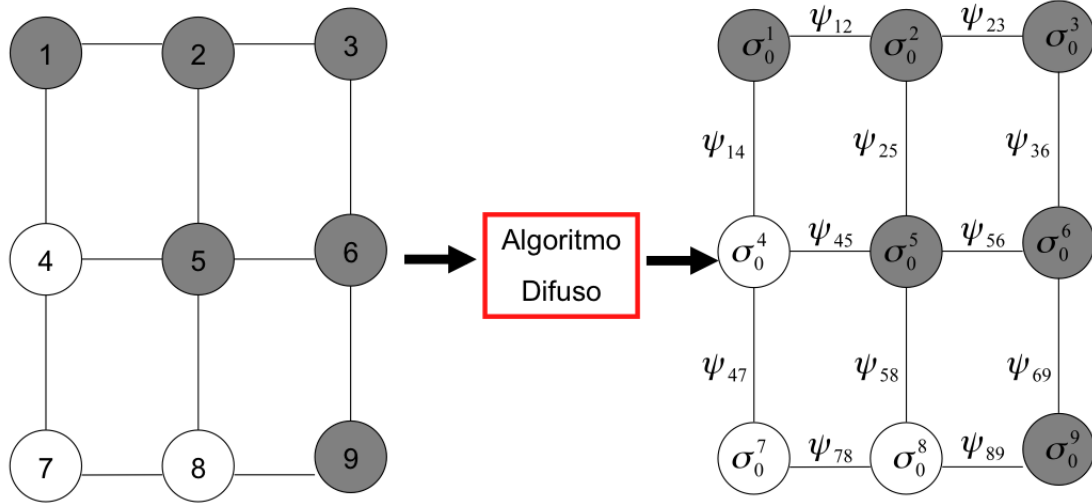 1 2 3
4 5 6
7 8 9
Algoritmo
Difuso
σ₀¹ ψ₁₂ σ₀² ψ₂₃ σ₀³
ψ₁₄ ψ₂₅ ψ₃₆
σ₀⁴ ψ₄₅ σ₀⁵ ψ₅₆ σ₀⁶
ψ₄₇ ψ₅₈ ψ₆₉
σ₀⁷ ψ₇₈ σ₀⁸ ψ₈₉ σ₀⁹